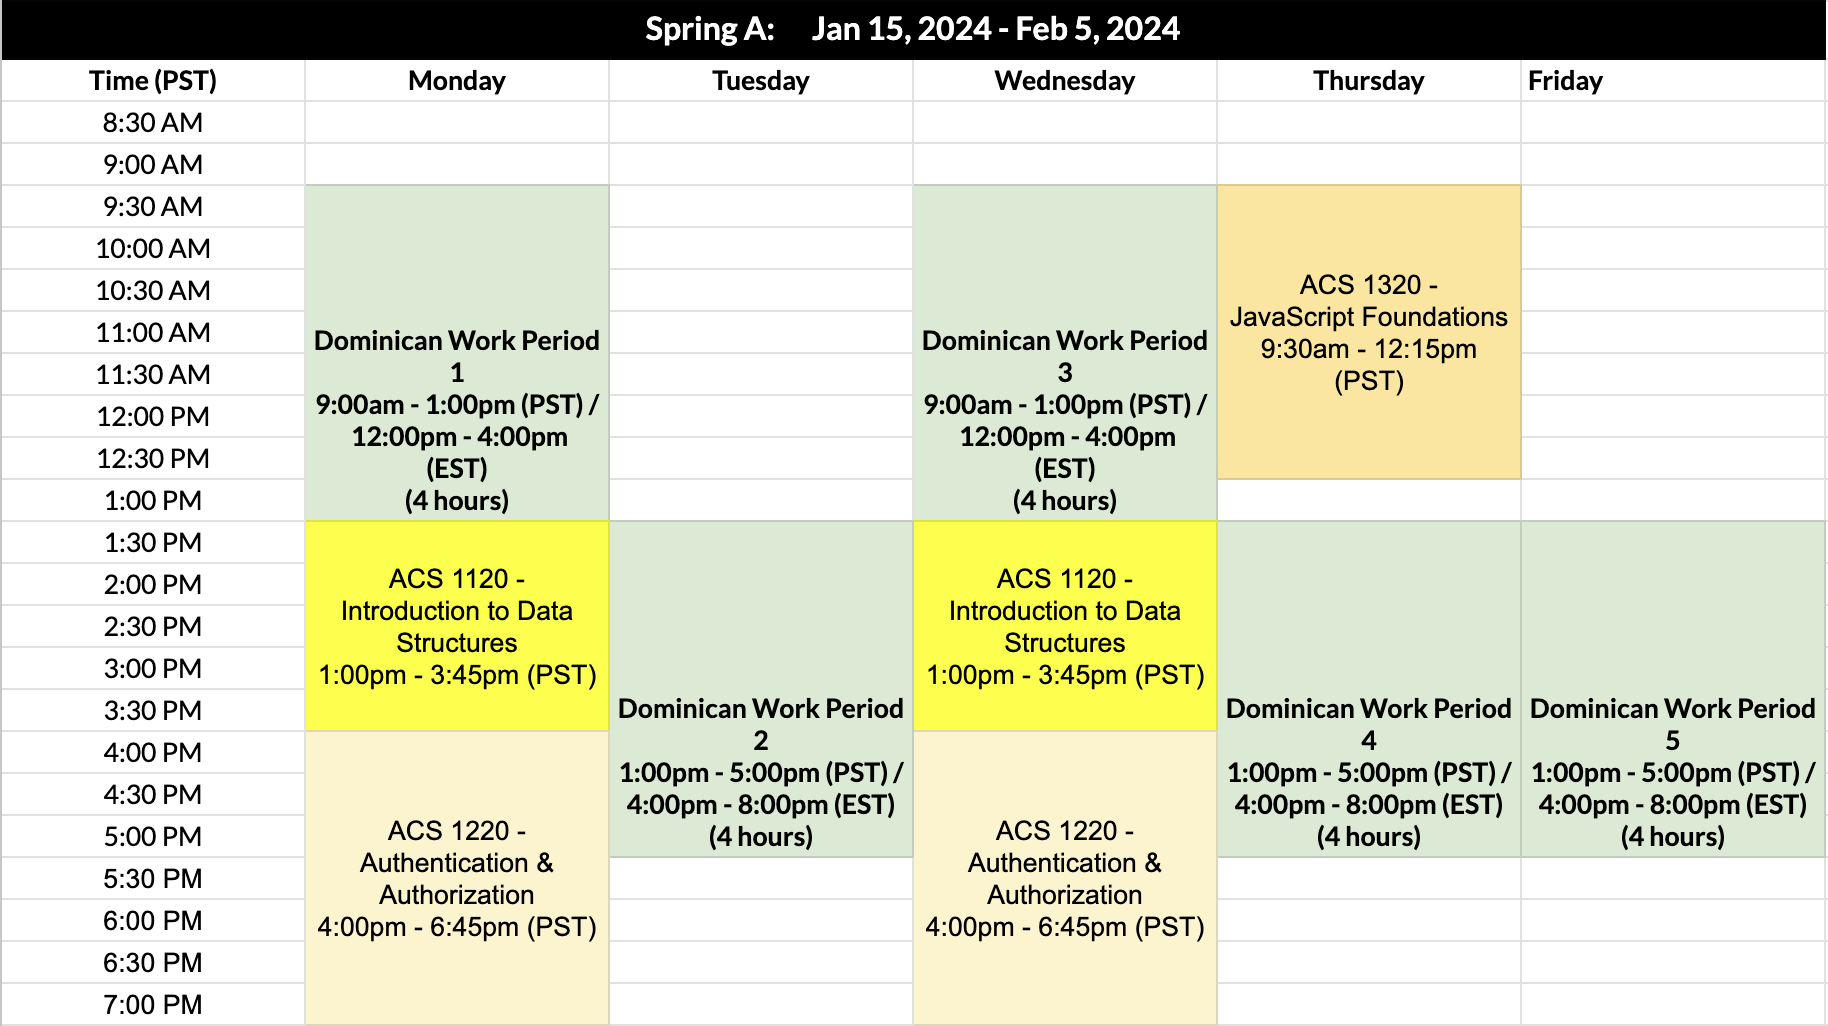 Spring A: Jan 15, 2024 - Feb 5, 2024
Time (PST) Monday Tuesday Wednesday Thursday Friday
8:30 AM
9:00 AM
9:30 AM
10:00 AM
10:30 AM
11:00 AM
11:30 AM
12:00 PM
12:30 PM
1:00 PM
1:30 PM
2:00 PM
2:30 PM
3:00 PM
3:30 PM
4:00 PM
4:30 PM
5:00 PM
5:30 PM
6:00 PM
6:30 PM
7:00 PM
Dominican Work Period
1
9:00am - 1:00pm (PST) /
12:00pm - 4:00pm
(EST)
(4 hours)
ACS 1120 -
Introduction to Data
Structures
1:00pm - 3:45pm (PST)
ACS 1220 -
Authentication &
Authorization
4:00pm - 6:45pm (PST)
Dominican Work Period
2
1:00pm - 5:00pm (PST) /
4:00pm - 8:00pm (EST)
(4 hours)
Dominican Work Period
3
9:00am - 1:00pm (PST) /
12:00pm - 4:00pm
(EST)
(4 hours)
ACS 1120 -
Introduction to Data
Structures
1:00pm - 3:45pm (PST)
ACS 1220 -
Authentication &
Authorization
4:00pm - 6:45pm (PST)
ACS 1320 -
JavaScript Foundations
9:30am - 12:15pm
(PST)
Dominican Work Period
4
1:00pm - 5:00pm (PST) /
4:00pm - 8:00pm (EST)
(4 hours)
Dominican Work Period
5
1:00pm - 5:00pm (PST) /
4:00pm - 8:00pm (EST)
(4 hours)